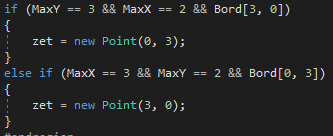 if (MaxY == 3 && MaxX == 2 && Bord[3, 0])
{
zet = new Point(0, 3);
}
else if (MaxX == 3 && MaxY == 2 && Bord[0, 3])
{
zet = new Point(3, 0);
}